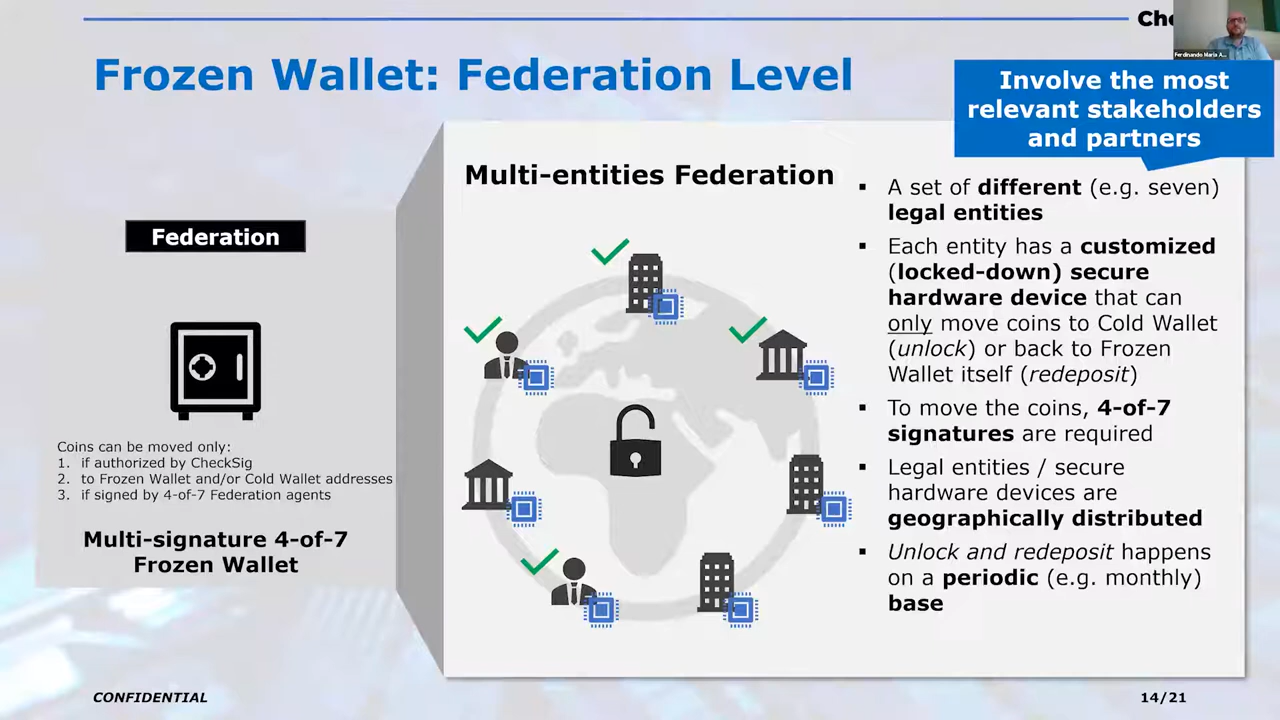 Che
Ferdinando Maria A...
Frozen Wallet: Federation Level
Involve the most
relevant stakeholders
and partners
Federation
Coins can be moved only:
1. if authorized by CheckSig
2. to Frozen Wallet and/or Cold Wallet addresses
3. if signed by 4-of-7 Federation agents
Multi-signature 4-of-7
Frozen Wallet
Multi-entities Federation
▪ A set of different (e.g. seven)
legal entities
▪ Each entity has a customized
(locked-down) secure
hardware device that can
only move coins to Cold Wallet
(unlock) or back to Frozen
Wallet itself (redeposit)
▪ To move the coins, 4-of-7
signatures are required
▪ Legal entities / secure
hardware devices are
geographically distributed
▪ Unlock and redeposit happens
on a periodic (e.g. monthly)
base
CONFIDENTIAL
14/21